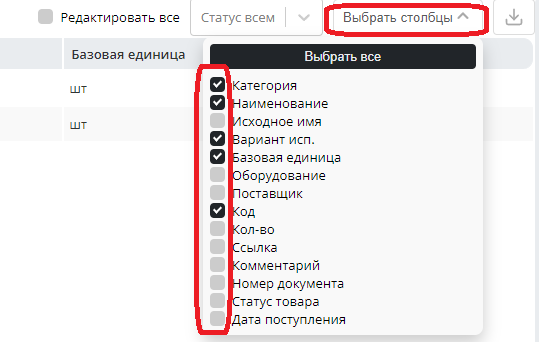 Редактировать все
Статус всем
Выбрать столбцы
Базовая единица
Выбрать все
шт
шт
Категория
Наименование
Исходное имя
Вариант исп.
Базовая единица
Оборудование
Поставщик
Код
Кол-во
Ссылка
Комментарий
Номер документа
Статус товара
Дата поступления